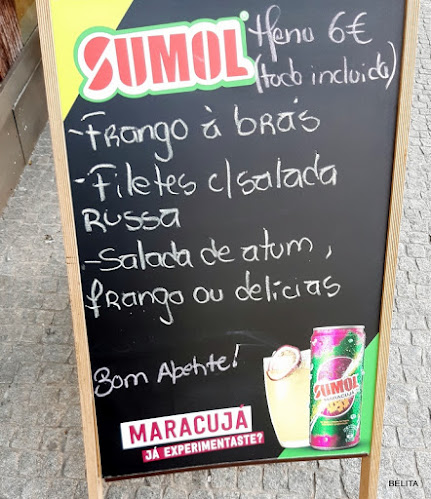 SUMOL
Menu 6€
(tudo incluido)
-Frango à brás
-Filetes c/salada
Russa
-Salada de atum,
frango ou delicias
Bom Apetite!
SUMOL
MARACUJÁ
MARACUJÁ
JÁ EXPERIMENTASTE?
BELITA